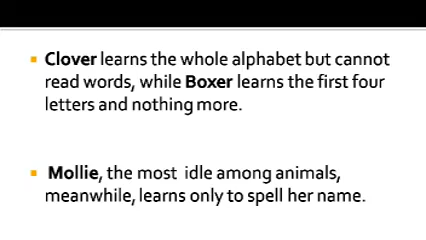 Clover learns the whole alphabet but cannot
read words, while Boxer learns the first four
letters and nothing more.
Mollie, the most idle among animals,
meanwhile, learns only to spell her name.